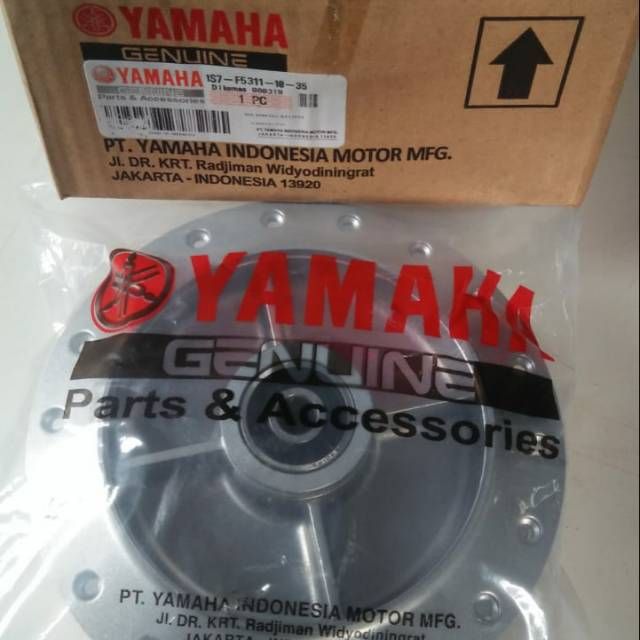 YAMAHA
GENUINE
YAMAHA
Parts & Accessories
1S7-F5311-10-35
1 PC
PT. YAMAHA INDONESIA MOTOR MFG.
Jl. DR. KRT. Radjiman Widyodiningrat
JAKARTA - INDONESIA 13920
YAMAHA
GENUINE
Parts & Accessories
PT. YAMAHA INDONESIA MOTOR MFG.
Jl. DR. KRT. Radjiman Widyodiningrat
JAKARTA